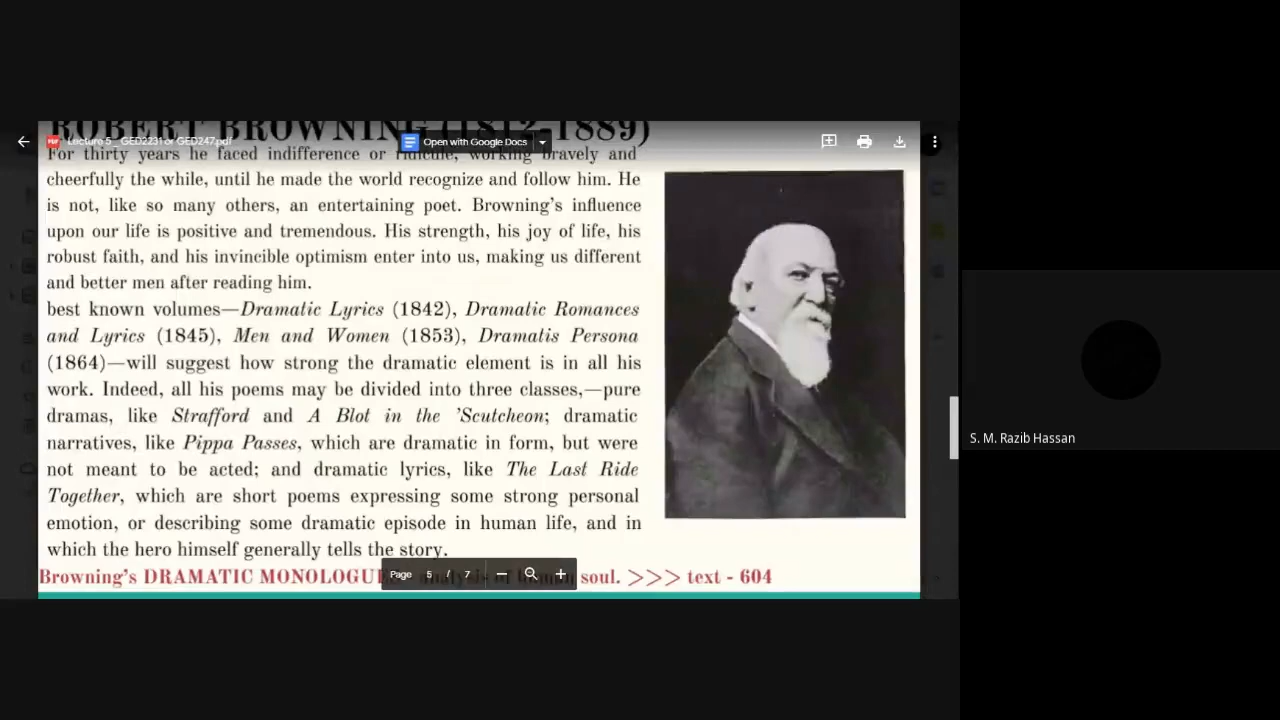 ROBERT BROWNING (1812-1889)
Lecture 5 _ GED2231 or GED247.pdf
Open with Google Docs
For thirty years he faced indifference or ridicule, working bravely and
cheerfully the while, until he made the world recognize and follow him. He
is not, like so many others, an entertaining poet. Browning's influence
upon our life is positive and tremendous. His strength, his joy of life, his
robust faith, and his invincible optimism enter into us, making us different
and better men after reading him.
best known volumes—Dramatic Lyrics (1842), Dramatic Romances
and Lyrics (1845), Men and Women (1853), Dramatis Persona
(1864)—will suggest how strong the dramatic element is in all his
work. Indeed, all his poems may be divided into three classes,—pure
dramas, like Strafford and A Blot in the 'Scutcheon; dramatic
narratives, like Pippa Passes, which are dramatic in form, but were
not meant to be acted; and dramatic lyrics, like The Last Ride
Together, which are short poems expressing some strong personal
emotion, or describing some dramatic episode in human life, and in
which the hero himself generally tells the story.
Browning's DRAMATIC MONOLOGUE analysis of human soul. >>> text - 604
Page 5 / 7
S. M. Razib Hassan